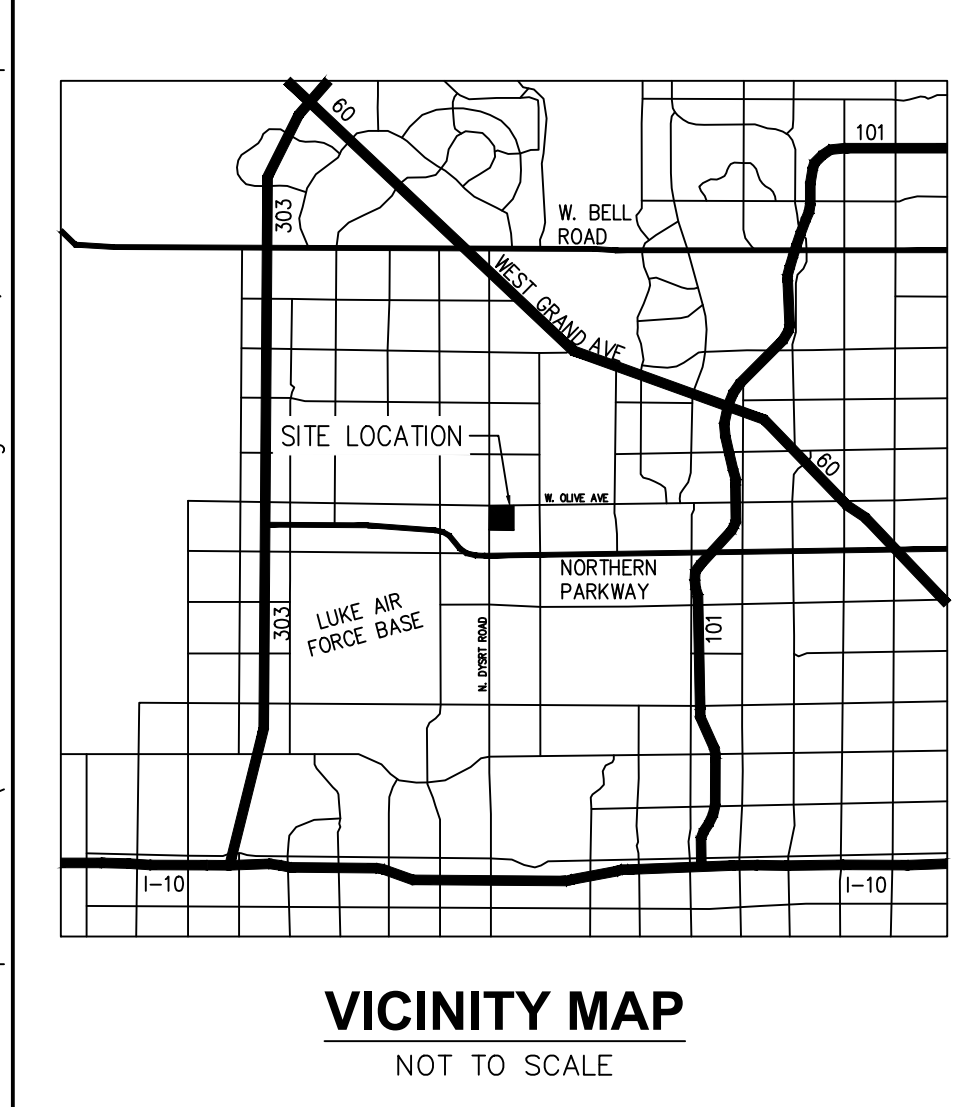 60
101
303
W. BELL
ROAD
WEST GRAND AVE
SITE LOCATION
60
W. OLIVE AVE
NORTHERN
PARKWAY
LUKE AIR
FORCE BASE
303
N. DYSRT ROAD
101
I-10
I-10
VICINITY MAP
NOT TO SCALE